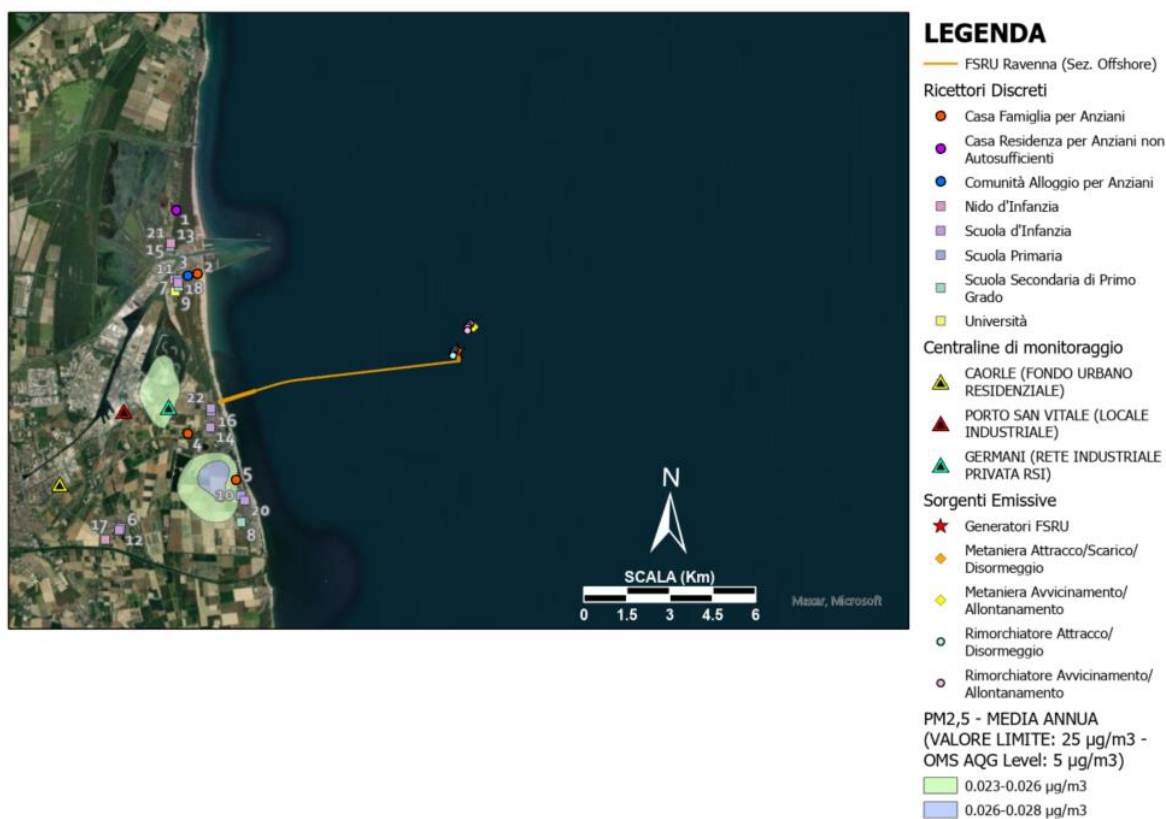 LEGENDA
FSRU Ravenna (Sez. Offshore)
Ricettori Discreti
Casa Famiglia per Anziani
Casa Residenza per Anziani non
Autosufficienti
Comunità Alloggio per Anziani
Nido d'Infanzia
Scuola d'Infanzia
Scuola Primaria
Scuola Secondaria di Primo
Grado
Università
Centraline di monitoraggio
CAORLE (FONDO URBANO
RESIDENZIALE)
PORTO SAN VITALE (LOCALE
INDUSTRIALE)
GERMANI (RETE INDUSTRIALE
PRIVATA RSI)
Sorgenti Emissive
Generatori FSRU
Metaniera Attracco/Scarico/
Disormeggio
Metaniera Avvicinamento/
Allontanamento
Rimorchiatore Attracco/
Disormeggio
Rimorchiatore Avvicinamento/
Allontanamento
PM2,5 - MEDIA ANNUA
(VALORE LIMITE: 25 µg/m3 -
OMS AQG Level: 5 µg/m3)
0.023-0.026 µg/m3
0.026-0.028 µg/m3
1
21 13
15
3 2
11
7 18
9
22
16
14
4
5
10
20
8
17 6
12
N
SCALA (Km)
0 1.5 3 4.5 6
Maxar, Microsoft